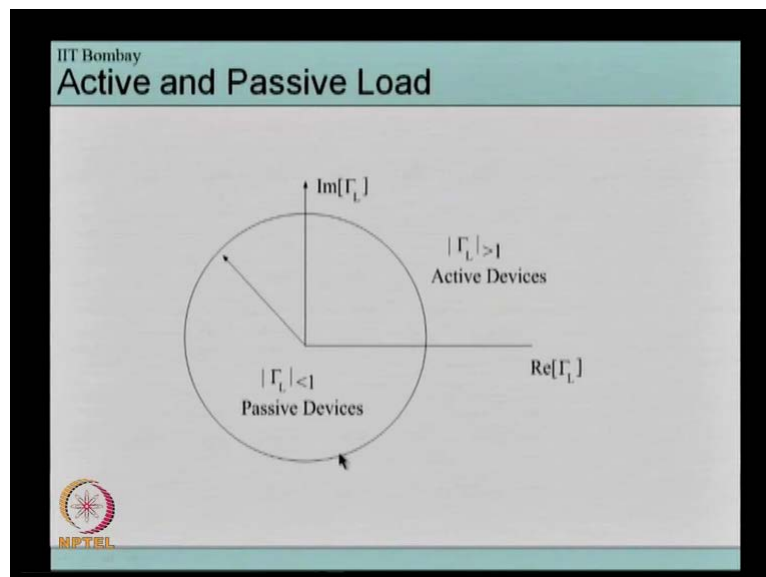 IIT Bombay
Active and Passive Load
Im[Γ_L]
|Γ_L|>1
Active Devices
Re[Γ_L]
|Γ_L|<1
Passive Devices
NPTEL